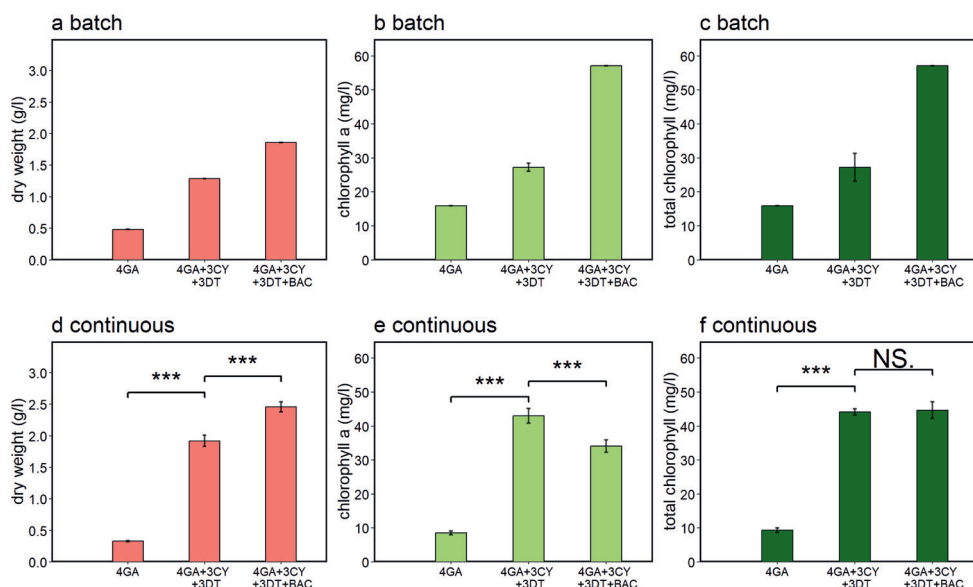 a batch
dry weight (g/l)
3.0
2.5
2.0
1.5
1.0
0.5
0.0
4GA
4GA+3CY
+3DT
4GA+3CY
+3DT+BAC
b batch
chlorophyll a (mg/l)
60
50
40
30
20
10
0
4GA
4GA+3CY
+3DT
4GA+3CY
+3DT+BAC
c batch
total chlorophyll (mg/l)
60
50
40
30
20
10
0
4GA
4GA+3CY
+3DT
4GA+3CY
+3DT+BAC
d continuous
dry weight (g/l)
3.0
2.5
2.0
1.5
1.0
0.5
0.0
***
***
4GA
4GA+3CY
+3DT
4GA+3CY
+3DT+BAC
e continuous
chlorophyll a (mg/l)
60
50
40
30
20
10
0
***
***
4GA
4GA+3CY
+3DT
4GA+3CY
+3DT+BAC
f continuous
total chlorophyll (mg/l)
60
50
40
30
20
10
0
***
NS.
4GA
4GA+3CY
+3DT
4GA+3CY
+3DT+BAC